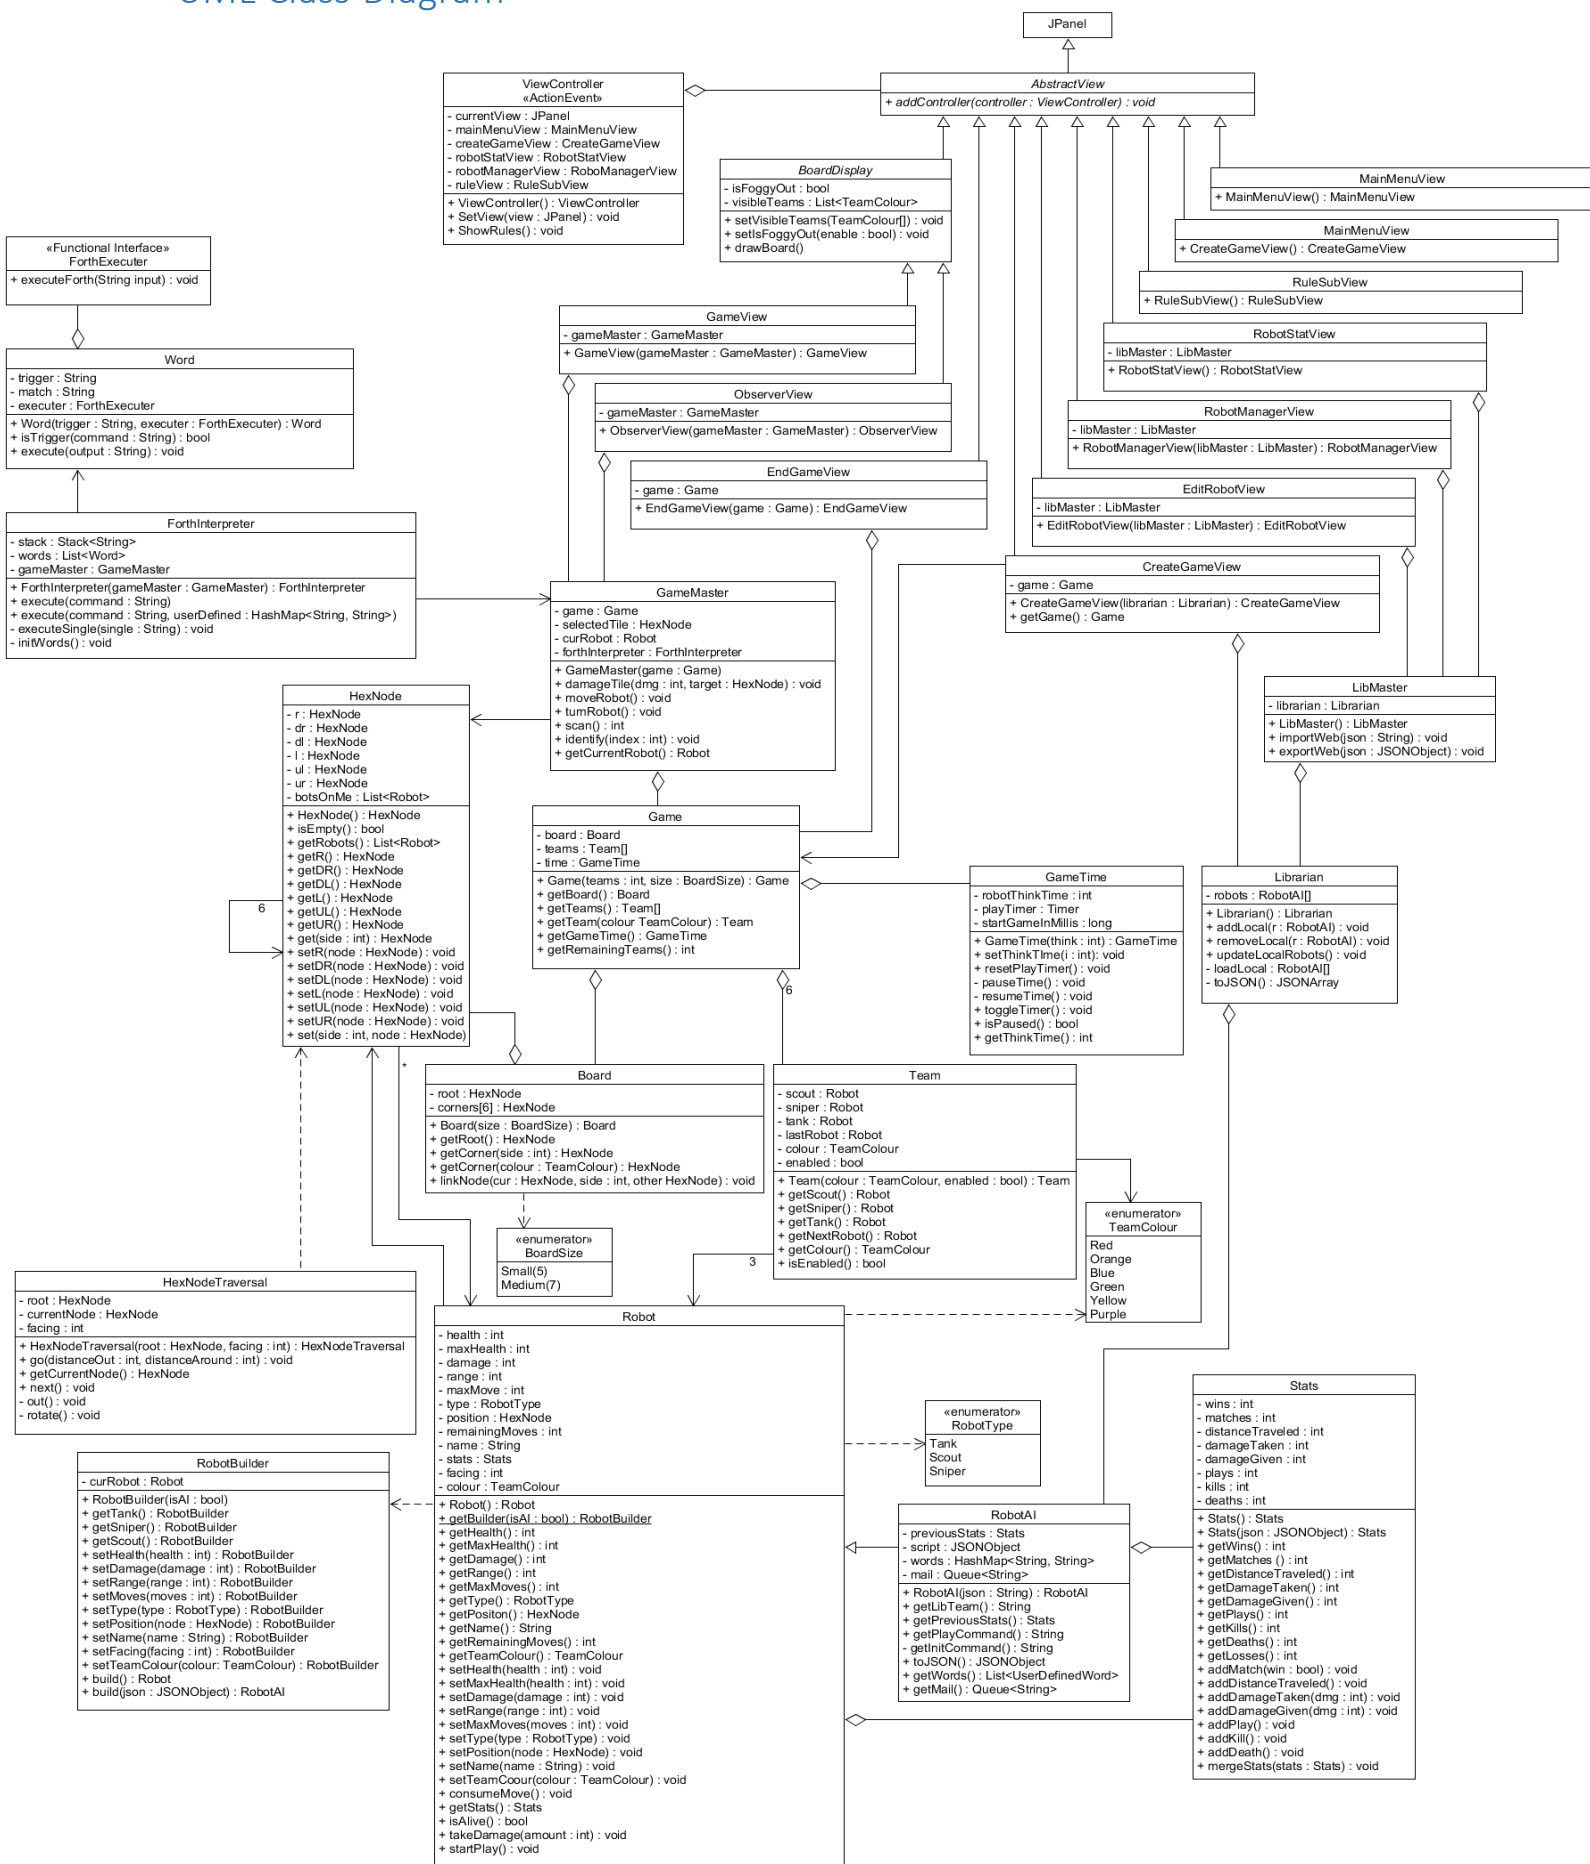 UML Class Diagram
JPanel
ViewController
«ActionEvent»
- currentView : JPanel
- mainMenuView : MainMenuView
- createGameView : CreateGameView
- robotStatView : RobotStatView
- robotManagerView : RoboManagerView
- ruleView : RuleSubView
+ ViewController() : ViewController
+ SetView(view : JPanel) : void
+ ShowRules() : void
AbstractView
+ addController(controller : ViewController) : void
BoardDisplay
- isFoggyOut : bool
- visibleTeams : List<TeamColour>
+ setVisibleTeams(TeamColour[]) : void
+ setIsFoggyOut(enable : bool) : void
+ drawBoard()
MainMenuView
+ MainMenuView() : MainMenuView
MainMenuView
+ CreateGameView() : CreateGameView
RuleSubView
+ RuleSubView() : RuleSubView
RobotStatView
- libMaster : LibMaster
+ RobotStatView() : RobotStatView
RobotManagerView
- libMaster : LibMaster
+ RobotManagerView(libMaster : LibMaster) : RobotManagerView
EditRobotView
- libMaster : LibMaster
+ EditRobotView(libMaster : LibMaster) : EditRobotView
CreateGameView
- game : Game
+ CreateGameView(librarian : Librarian) : CreateGameView
+ getGame() : Game
«Functional Interface»
ForthExecuter
+ executeForth(String input) : void
Word
- trigger : String
- match : String
- executer : ForthExecuter
+ Word(trigger : String, executer : ForthExecuter) : Word
+ isTrigger(command : String) : bool
+ execute(output : String) : void
ForthInterpreter
- stack : Stack<String>
- words : List<Word>
- gameMaster : GameMaster
+ ForthInterpreter(gameMaster : GameMaster) : ForthInterpreter
+ execute(command : String)
+ execute(command : String, userDefined : HashMap<String, String>)
- executeSingle(single : String) : void
- initWords() : void
GameView
- gameMaster : GameMaster
+ GameView(gameMaster : GameMaster) : GameView
ObserverView
- gameMaster : GameMaster
+ ObserverView(gameMaster : GameMaster) : ObserverView
EndGameView
- game : Game
+ EndGameView(game : Game) : EndGameView
GameMaster
- game : Game
- selectedTile : HexNode
- curRobot : Robot
- forthInterpreter : ForthInterpreter
+ GameMaster(game : Game)
+ damageTile(dmg : int, target : HexNode) : void
+ moveRobot() : void
+ turnRobot() : void
+ scan() : int
+ identify(index : int) : void
+ getCurrentRobot() : Robot
LibMaster
- librarian : Librarian
+ LibMaster() : LibMaster
+ importWeb(json : String) : void
+ exportWeb(json : JSONObject) : void
HexNode
- r : HexNode
- dr : HexNode
- dl : HexNode
- l : HexNode
- ul : HexNode
- ur : HexNode
- botsOnMe : List<Robot>
+ HexNode() : HexNode
+ isEmpty() : bool
+ getRobots() : List<Robot>
+ getR() : HexNode
+ getDR() : HexNode
+ getDL() : HexNode
+ getL() : HexNode
+ getUL() : HexNode
+ getUR() : HexNode
+ get(side : int) : HexNode
+ setR(node : HexNode) : void
+ setDR(node : HexNode) : void
+ setDL(node : HexNode) : void
+ setL(node : HexNode) : void
+ setUL(node : HexNode) : void
+ setUR(node : HexNode) : void
+ set(side : int, node : HexNode)
6
*
Game
- board : Board
- teams : Team[]
- time : GameTime
+ Game(teams : int, size : BoardSize) : Game
+ getBoard() : Board
+ getTeams() : Team[]
+ getTeam(colour TeamColour) : Team
+ getGameTime() : GameTime
+ getRemainingTeams() : int
6
GameTime
- robotThinkTime : int
- playTimer : Timer
- startGameInMillis : long
+ GameTime(think : int) : GameTime
+ setThinkTIme(i : int): void
+ resetPlayTimer() : void
- pauseTime() : void
- resumeTime() : void
+ toggleTimer() : void
+ isPaused() : bool
+ getThinkTime() : int
Librarian
- robots : RobotAI[]
+ Librarian() : Librarian
+ addLocal(r : RobotAI) : void
+ removeLocal(r : RobotAI) : void
+ updateLocalRobots() : void
- loadLocal : RobotAI[]
- toJSON() : JSONArray
Board
- root : HexNode
- corners[6] : HexNode
+ Board(size : BoardSize) : Board
+ getRoot() : HexNode
+ getCorner(side : int) : HexNode
+ getCorner(colour : TeamColour) : HexNode
+ linkNode(cur : HexNode, side : int, other HexNode) : void
Team
- scout : Robot
- sniper : Robot
- tank : Robot
- lastRobot : Robot
- colour : TeamColour
- enabled : bool
+ Team(colour : TeamColour, enabled : bool) : Team
+ getScout() : Robot
+ getSniper() : Robot
+ getTank() : Robot
+ getNextRobot() : Robot
+ getColour() : TeamColour
+ isEnabled() : bool
3
«enumerator»
TeamColour
Red
Orange
Blue
Green
Yellow
Purple
«enumerator»
BoardSize
Small(5)
Medium(7)
HexNodeTraversal
- root : HexNode
- currentNode : HexNode
- facing : int
+ HexNodeTraversal(root : HexNode, facing : int) : HexNodeTraversal
+ go(distanceOut : int, distanceAround : int) : void
+ getCurrentNode() : HexNode
+ next() : void
- out() : void
- rotate() : void
RobotBuilder
- curRobot : Robot
+ RobotBuilder(isAI : bool)
+ getTank() : RobotBuilder
+ getSniper() : RobotBuilder
+ getScout() : RobotBuilder
+ setHealth(health : int) : RobotBuilder
+ setDamage(damage : int) : RobotBuilder
+ setRange(range : int) : RobotBuilder
+ setMoves(moves : int) : RobotBuilder
+ setType(type : RobotType) : RobotBuilder
+ setPosition(node : HexNode) : RobotBuilder
+ setName(name : String) : RobotBuilder
+ setFacing(facing : int) : RobotBuilder
+ setTeamColour(colour: TeamColour) : RobotBuilder
+ build() : Robot
+ build(json : JSONObject) : RobotAI
Robot
- health : int
- maxHealth : int
- damage : int
- range : int
- maxMove : int
- type : RobotType
- position : HexNode
- remainingMoves : int
- name : String
- stats : Stats
- facing : int
- colour : TeamColour
+ Robot() : Robot
+ getBuilder(isAI : bool) : RobotBuilder
+ getHealth() : int
+ getMaxHealth() : int
+ getDamage() : int
+ getRange() : int
+ getMaxMoves() : int
+ getType() : RobotType
+ getPositon() : HexNode
+ getName() : String
+ getRemainingMoves() : int
+ getTeamColour() : TeamColour
+ setHealth(health : int) : void
+ setMaxHealth(health : int) : void
+ setDamage(damage : int) : void
+ setRange(range : int) : void
+ setMaxMoves(moves : int) : void
+ setType(type : RobotType) : void
+ setPosition(node : HexNode) : void
+ setName(name : String) : void
+ setTeamCoour(colour : TeamColour) : void
+ consumeMove() : void
+ getStats() : Stats
+ isAlive() : bool
+ takeDamage(amount : int) : void
+ startPlay() : void
«enumerator»
RobotType
Tank
Scout
Sniper
RobotAI
- previousStats : Stats
- script : JSONObject
- words : HashMap<String, String>
- mail : Queue<String>
+ RobotAI(json : String) : RobotAI
+ getLibTeam() : String
+ getPreviousStats() : Stats
+ getPlayCommand() : String
- getInitCommand() : String
+ toJSON() : JSONObject
+ getWords() : List<UserDefinedWord>
+ getMail() : Queue<String>
Stats
- wins : int
- matches : int
- distanceTraveled : int
- damageTaken : int
- damageGiven : int
- plays : int
- kills : int
- deaths : int
+ Stats() : Stats
+ Stats(json : JSONObject) : Stats
+ getWins() : int
+ getMatches () : int
+ getDistanceTraveled() : int
+ getDamageTaken() : int
+ getDamageGiven() : int
+ getPlays() : int
+ getKills() : int
+ getDeaths() : int
+ getLosses() : int
+ addMatch(win : bool) : void
+ addDistanceTraveled() : void
+ addDamageTaken(dmg : int) : void
+ addDamageGiven(dmg : int) : void
+ addPlay() : void
+ addKill() : void
+ addDeath() : void
+ mergeStats(stats : Stats) : void